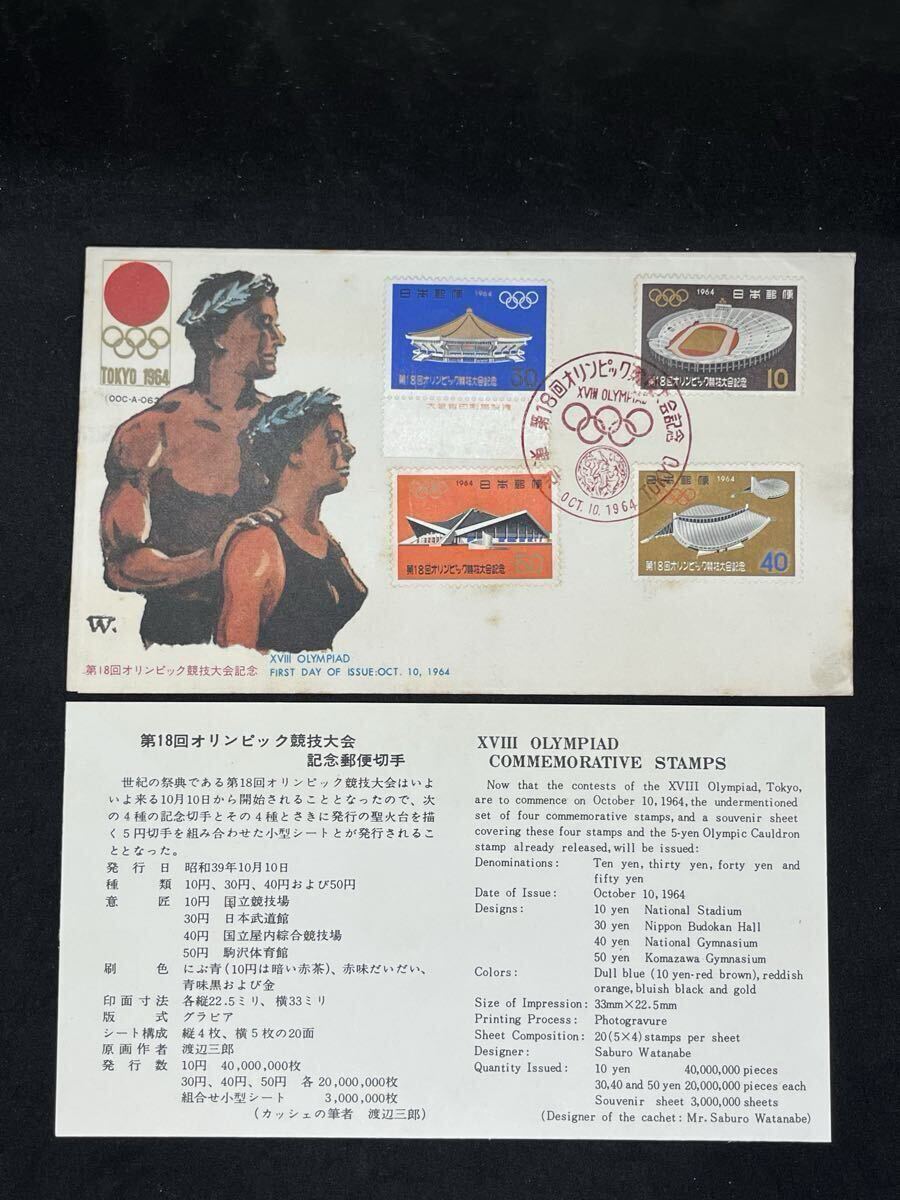 TOKYO 1964
(OOC-A-063
日本郵便 1964
30
第18回オリンピック競技大会記念
大蔵省印刷局製造
1964 日本郵便
第18回オリンピック競技大会記念
10
第18回オリンピック競技大会記念
XVIII OLYMPIAD
OCT. 10. 1964
TOKYO
1964 日本郵便
第18回オリンピック競技大会記念
50
1964 日本郵便
第18回オリンピック競技大会記念 40
W.
第18回オリンピック競技大会記念
XVIII OLYMPIAD
FIRST DAY OF ISSUE:OCT. 10, 1964
第18回オリンピック競技大会
記念郵便切手
世紀の祭典である第18回オリンピック競技大会はいよ
いよ来る10月10日から開始されることとなったので、次
の4種の記念切手とその4種とさきに発行の聖火台を描
く5円切手を組み合わせた小型シートとが発行されるこ
ととなった。
発行日 昭和39年10月10日
種類 10円、30円、40円および50円
意匠 10円 国立競技場
30円 日本武道館
40円 国立屋内綜合競技場
50円 駒沢体育館
刷色 にぶ青(10円は暗い赤茶)、赤味だいだい、
青味黒および金
印面寸法 各縦22.5ミリ、横33ミリ
版式 グラビア
シート構成 縦4枚、横5枚の20面
原画作者 渡辺三郎
発行数 10円 40,000,000枚
30円、40円、50円 各20,000,000枚
組合せ小型シート 3,000,000枚
(カッシェの筆者 渡辺三郎)
XVIII OLYMPIAD
COMMEMORATIVE STAMPS
Now that the contests of the XVIII Olympiad, Tokyo,
are to commence on October 10, 1964, the undermentioned
set of four commemorative stamps, and a souvenir sheet
covering these four stamps and the 5-yen Olympic Cauldron
stamp already released, will be issued:
Denominations: Ten yen, thirty yen, forty yen and
fifty yen
Date of Issue: October 10, 1964
Designs: 10 yen National Stadium
30 yen Nippon Budokan Hall
40 yen National Gymnasium
50 yen Komazawa Gymnasium
Colors: Dull blue (10 yen-red brown), reddish
orange, bluish black and gold
Size of Impression: 33mm×22.5mm
Printing Process: Photogravure
Sheet Composition: 20(5×4) stamps per sheet
Designer: Saburo Watanabe
Quantity Issued: 10 yen 40,000,000 pieces
30,40 and 50 yen 20,000,000 pieces each
Souvenir sheet 3,000,000 sheets
(Designer of the cachet: Mr. Saburo Watanabe)